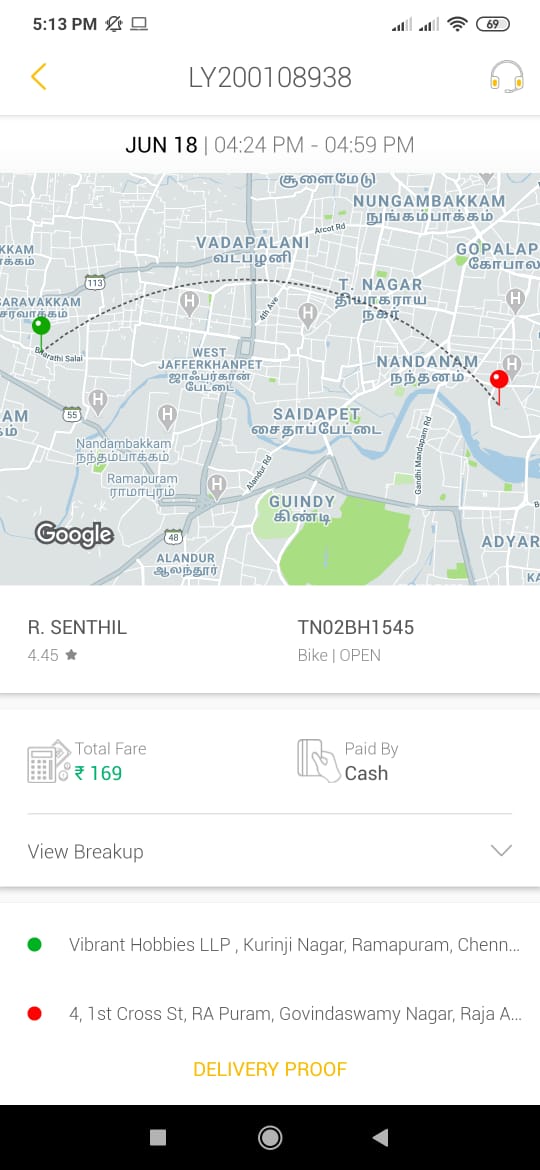 5:13 PM
69
LY200108938
JUN 18 | 04:24 PM - 04:59 PM
சூளைமேடு
NUNGAMBAKKAM
நுங்கம்பாக்கம்
Arcot Rd
VADAPALANI
வடபழனி
GOPALAP
கோபால
KKAM
க்கம்
113
T. NAGAR
தியாகராய
நகர்
4th Ave
SARAVAKKAM
சரவாக்கம்
Bharathi Salai
WEST
JAFFERKHANPET
ஜாஃபர்கான்
பேட்டை
NANDANAM
நந்தனம்
H
H
H
H
H
H
H
55
AM
ம்
SAIDAPET
சைதாப்பேட்டை
Nandambakkam
நந்தம்பாக்கம்
Ramapuram
ராமாபுரம்
Alandur Rd
Gandhi Mandapam Rd
GUINDY
கிண்டி
Google
48
ADYAR
ALANDUR
ஆலந்தூர்
KA
R. SENTHIL
TN02BH1545
4.45 ★
Bike | OPEN
Total Fare
₹ 169
Paid By
Cash
View Breakup
Vibrant Hobbies LLP , Kurinji Nagar, Ramapuram, Chenn...
4, 1st Cross St, RA Puram, Govindaswamy Nagar, Raja A...
DELIVERY PROOF